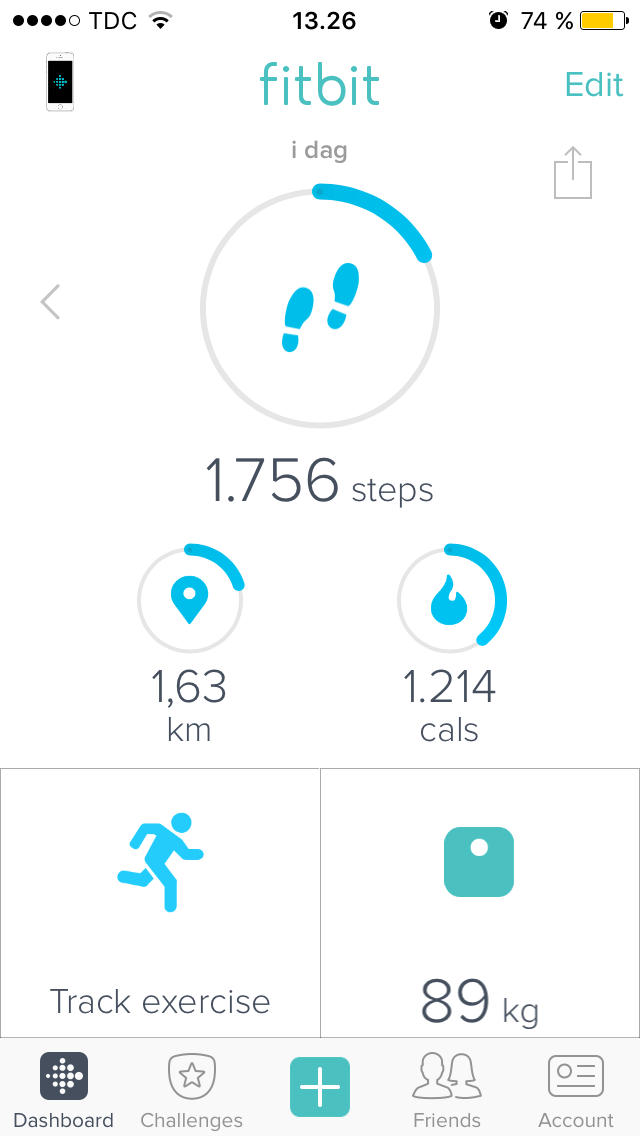 TDC 13.26 74 %
fitbit Edit
i dag
1.756 steps
1,63 1.214
km cals
Track exercise 89 kg
Dashboard Challenges Friends Account